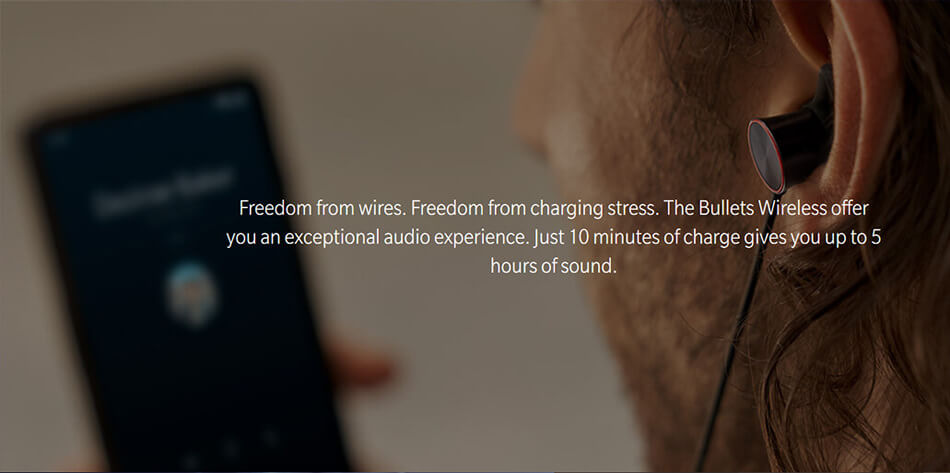 Freedom from wires. Freedom from charging stress. The Bullets Wireless offer
you an exceptional audio experience. Just 10 minutes of charge gives you up to 5
hours of sound.